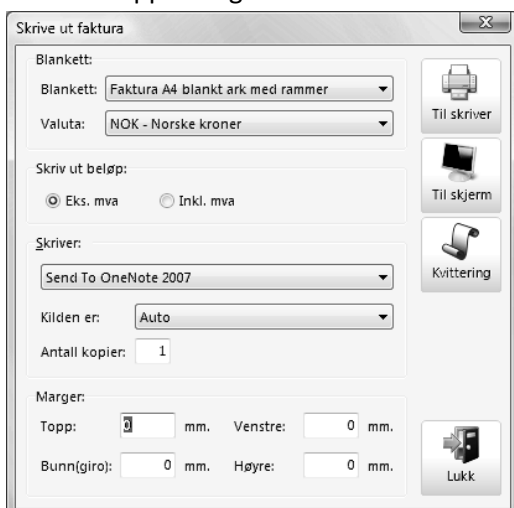 Skrive ut faktura
Blankett:
Blankett: Faktura A4 blankt ark med rammer
Valuta: NOK - Norske kroner
Skriv ut beløp:
Eks. mva Inkl. mva
Skriver:
Send To OneNote 2007
Kilden er: Auto
Antall kopier: 1
Marger:
Topp: 0 mm. Venstre: 0 mm.
Bunn(giro): 0 mm. Høyre: 0 mm.
Til skriver
Til skjerm
Kvittering
Lukk